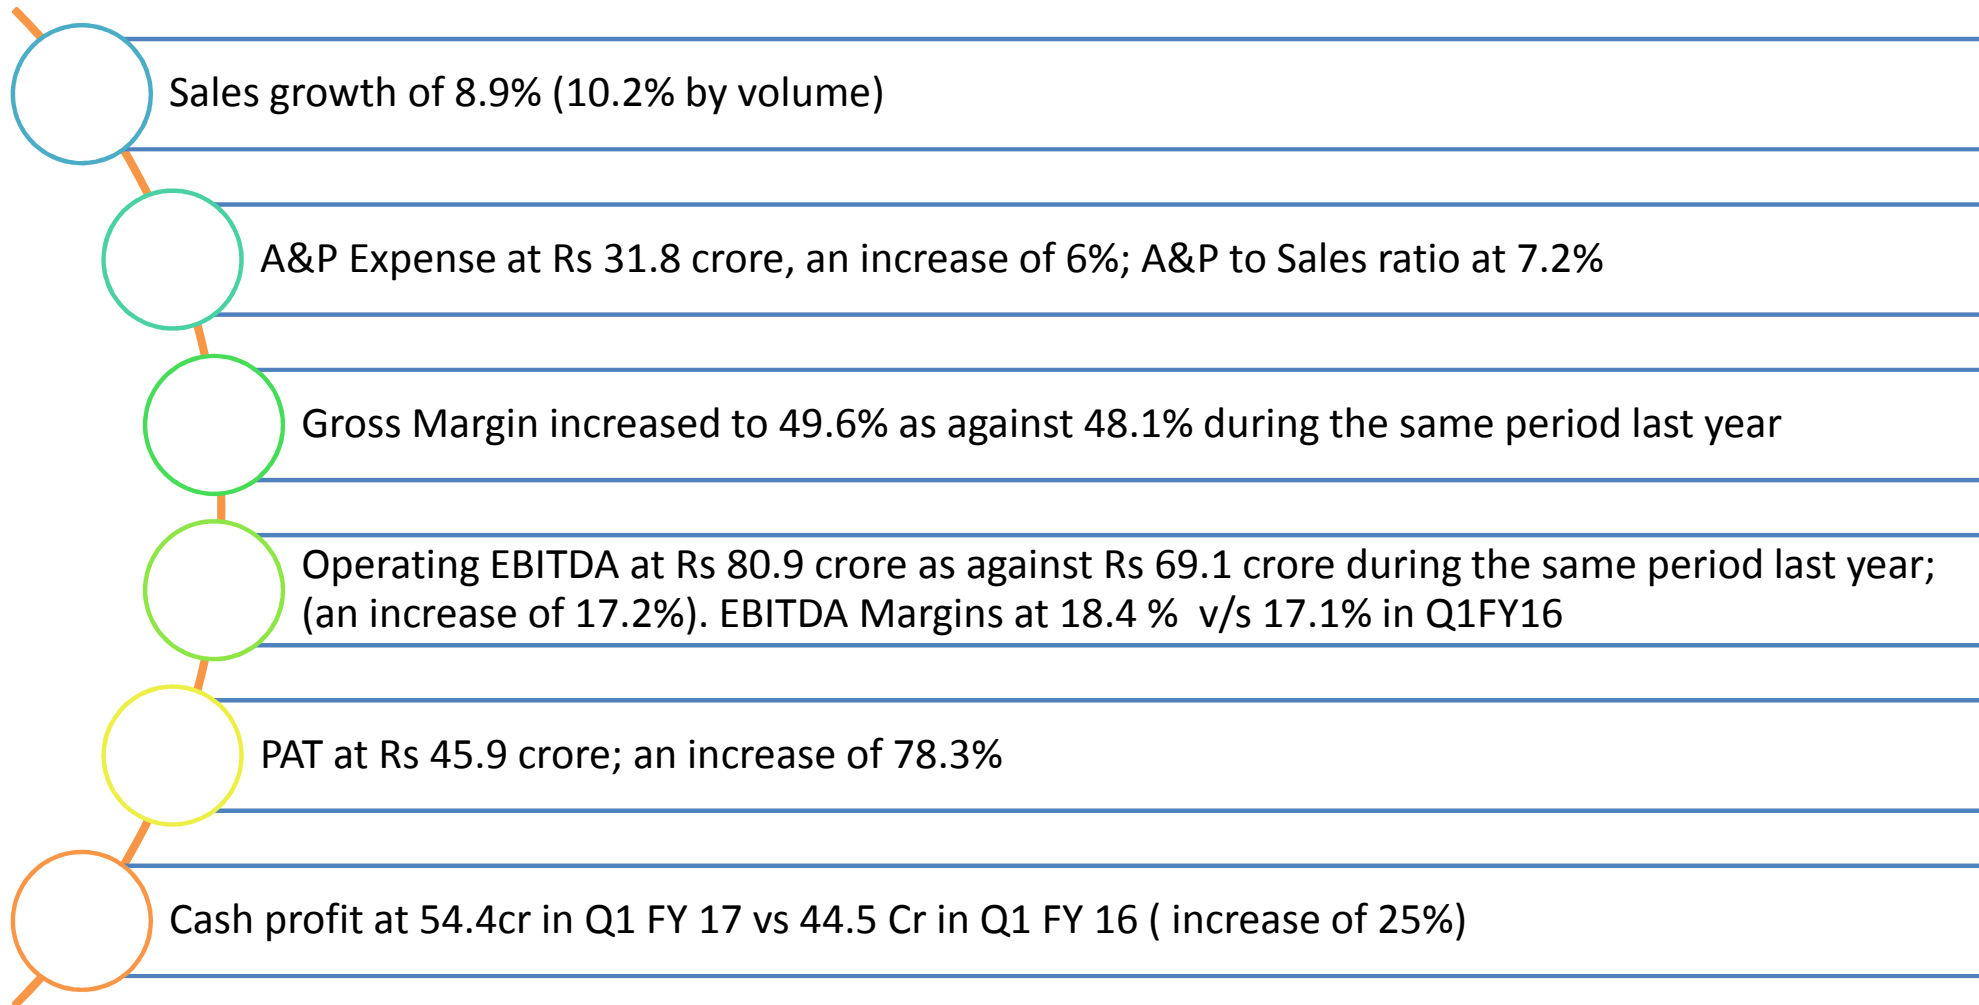 Sales growth of 8.9% (10.2% by volume)
A&P Expense at Rs 31.8 crore, an increase of 6%; A&P to Sales ratio at 7.2%
Gross Margin increased to 49.6% as against 48.1% during the same period last year
Operating EBITDA at Rs 80.9 crore as against Rs 69.1 crore during the same period last year;
(an increase of 17.2%). EBITDA Margins at 18.4 %  v/s 17.1% in Q1FY16
PAT at Rs 45.9 crore; an increase of 78.3%
Cash profit at 54.4cr in Q1 FY 17 vs 44.5 Cr in Q1 FY 16 ( increase of 25%)